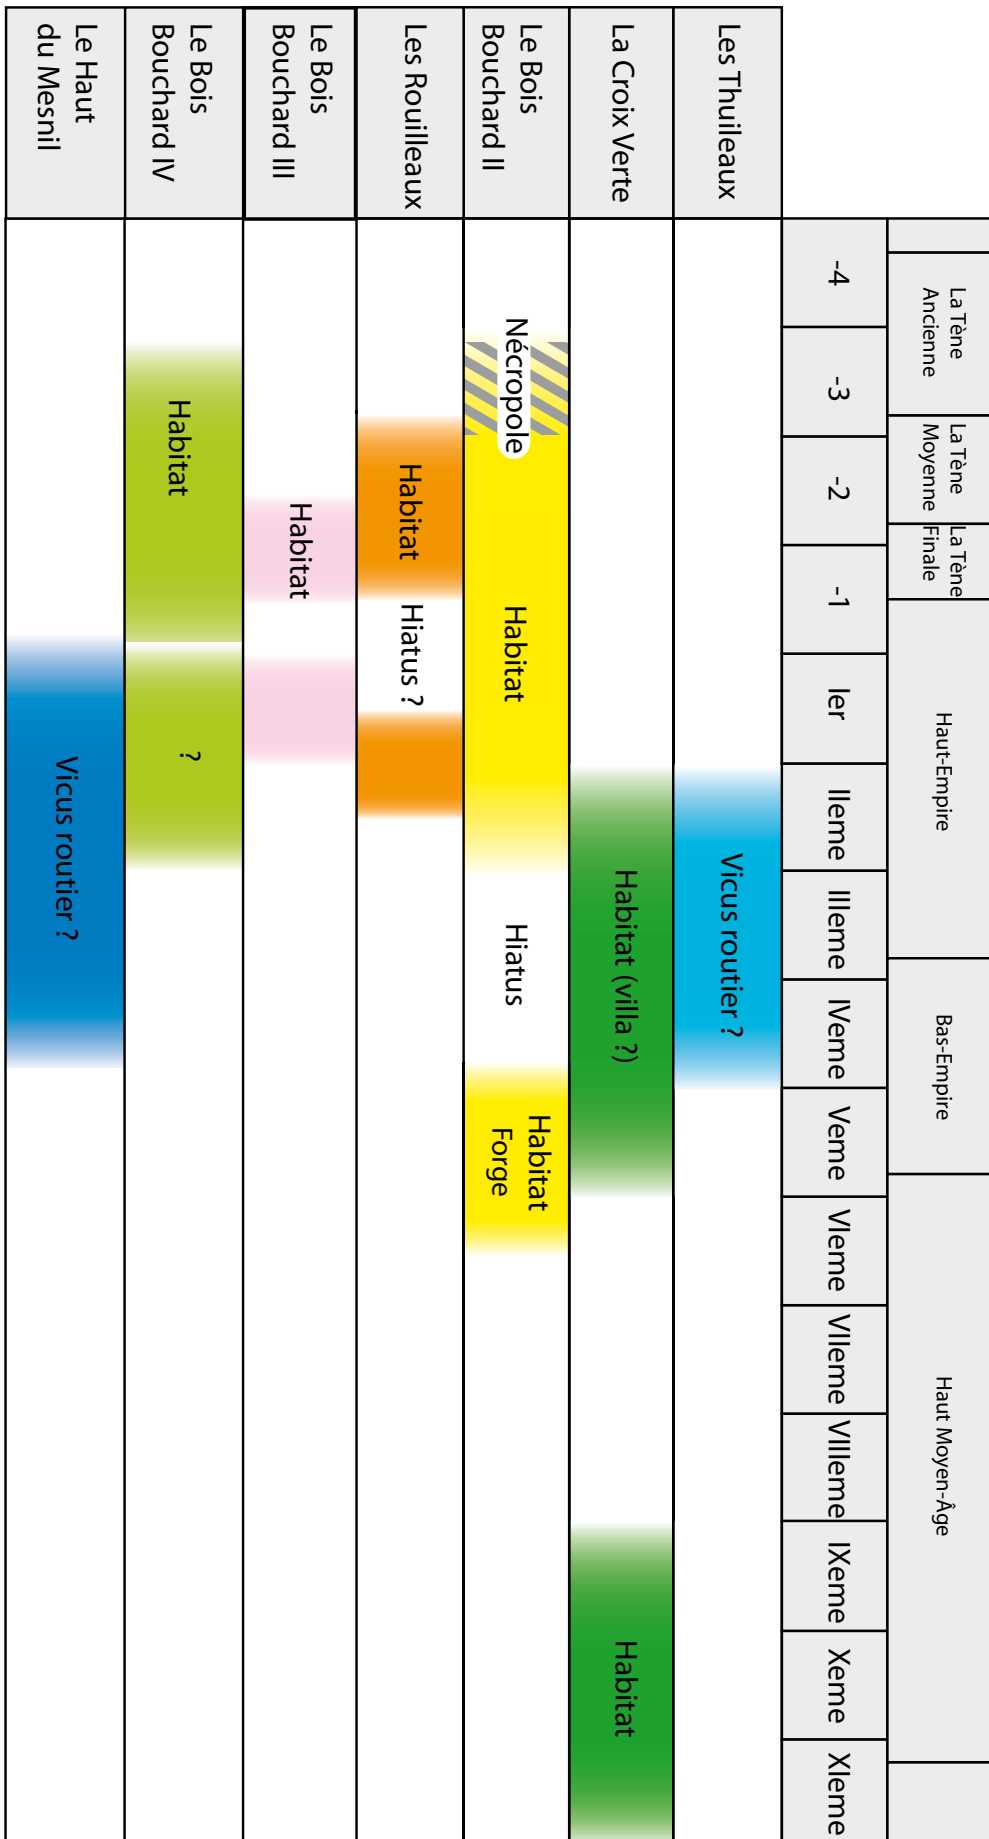 La Tène
Ancienne
La Tène
Moyenne
La Tène
Finale
Haut-Empire
Bas-Empire
Haut Moyen-Âge
-4
-3
-2
-1
Ier
IIeme
IIIeme
IVeme
Veme
VIeme
VIIeme
VIIIeme
IXeme
Xeme
XIeme
Les Thuileaux
Vicus routier ?
La Croix Verte
Habitat (villa ?)
Habitat
Le Bois
Bouchard II
Nécropole
Habitat
Hiatus
Habitat
Forge
Les Rouilleaux
Habitat
Hiatus ?
Le Bois
Bouchard III
Habitat
Le Bois
Bouchard IV
Habitat
?
Le Haut
du Mesnil
Vicus routier ?